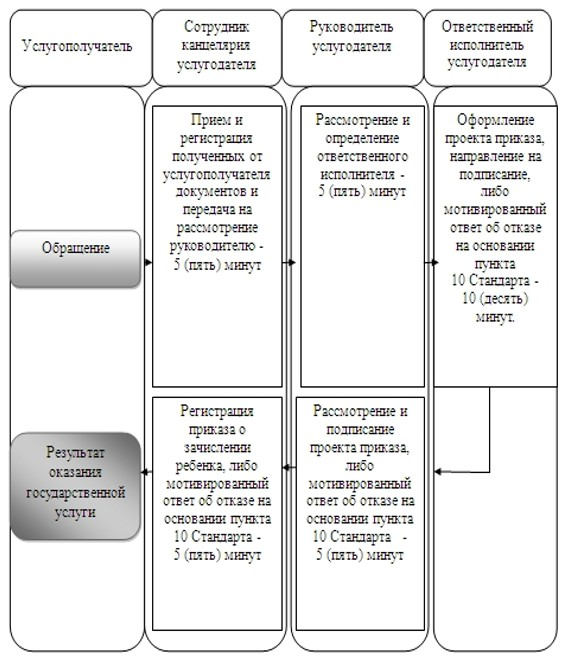 Услугополучатель
Сотрудник
канцелярия
услугодателя
Руководитель
услугодателя
Ответственный
исполнитель
услугодателя
Обращение
Прием и
регистрация
полученных от
услугополучателя
документов и
передача на
рассмотрение
руководителю -
5 (пять) минут
Рассмотрение и
определение
ответственного
исполнителя -
5 (пять) минут
Оформление
проекта приказа,
направление на
подписание,
либо
мотивированный
ответ об отказе
на основании
пункта
10 Стандарта -
10 (десять)
минут.
Рассмотрение и
подписание
проекта приказа,
либо
мотивированный
ответ об отказе на
основании пункта
10 Стандарта -
5 (пять) минут
Регистрация
приказа о
зачислении
ребенка, либо
мотивированный
ответ об отказе на
основании пункта
10 Стандарта -
5 (пять) минут
Результат
оказания
государственной
услуги